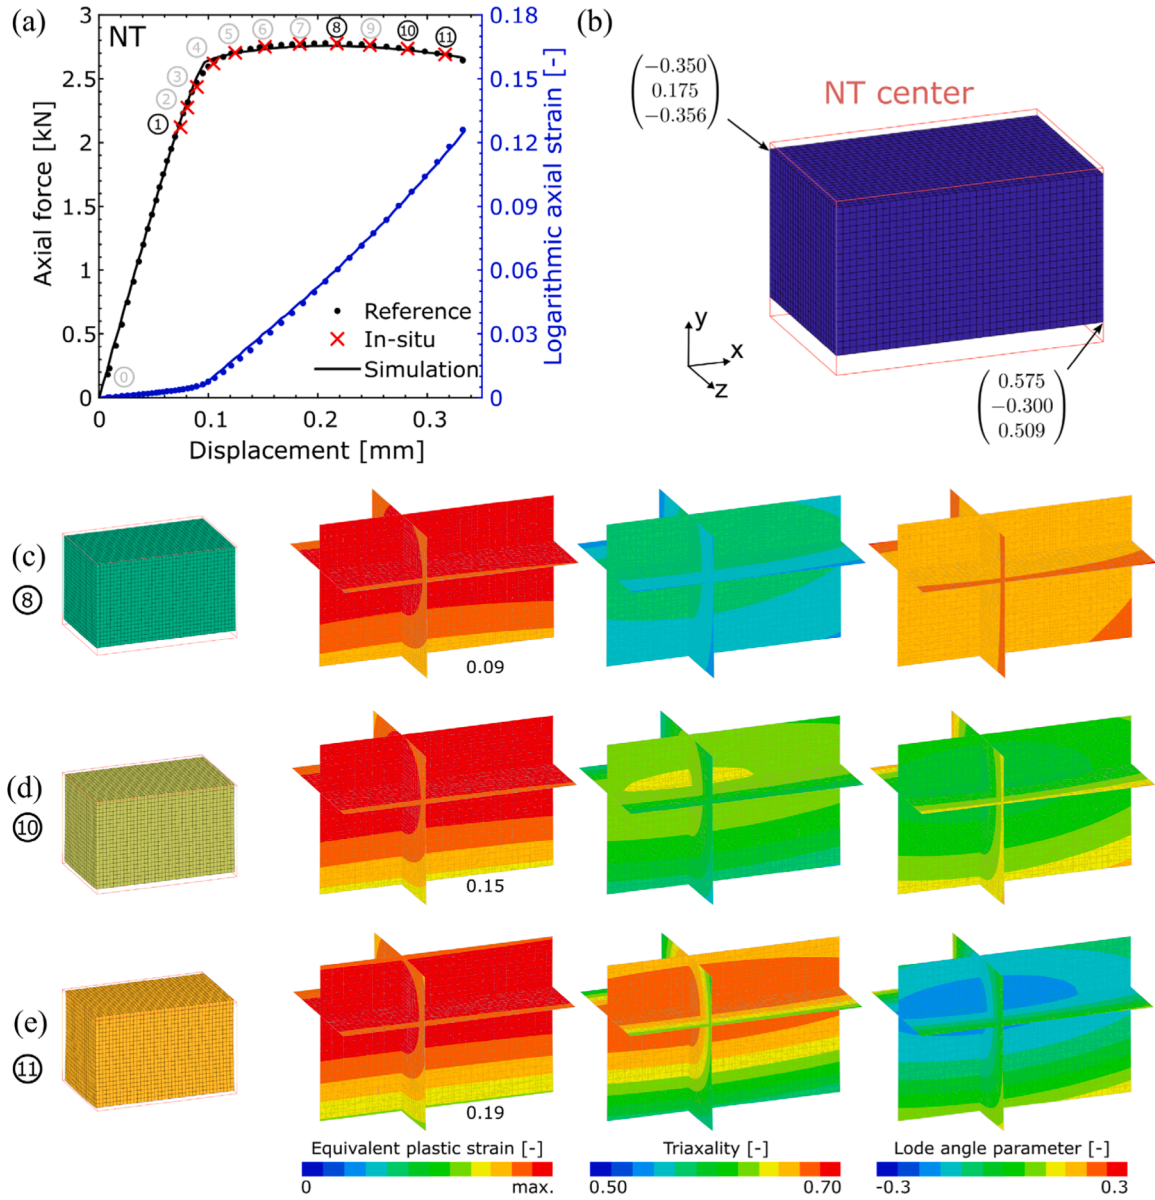 (a)
NT
3
2.5
2
1.5
1
0.5
0
Axial force [kN]
0
0.1
0.2
0.3
Displacement [mm]
0.18
0.15
0.12
0.09
0.06
0.03
0
Logarithmic axial strain [-]
0
1
2
3
4
5
6
7
8
9
10
11
Reference
In-situ
Simulation
(b)
−0.350
0.175
−0.356
NT center
y
x
z
0.575
−0.300
0.509
(c)
8
0.09
(d)
10
0.15
(e)
11
0.19
Equivalent plastic strain [-]
0 max.
Triaxality [-]
0.50 0.70
Lode angle parameter [-]
-0.3 0.3